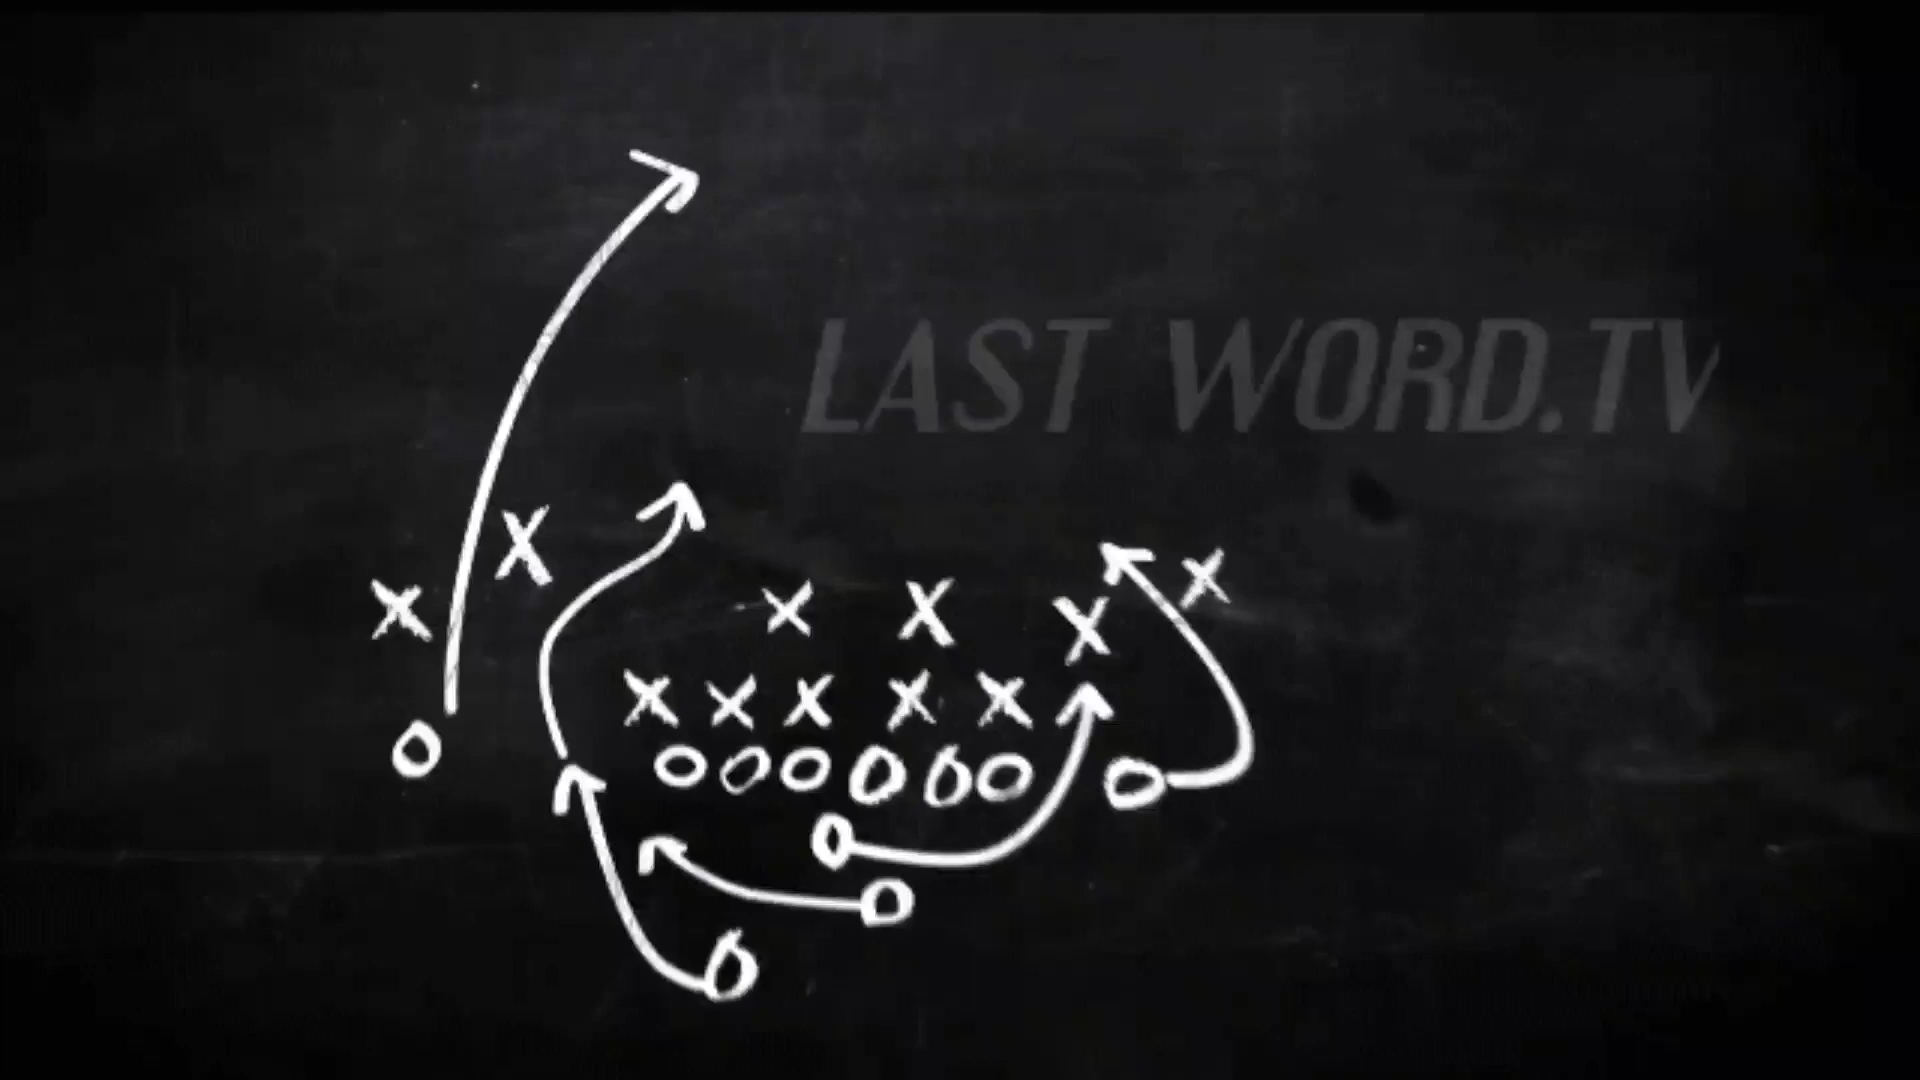 LAST WORD.TV
X
X X X X X X
X X X X X
O O O O O O O O
O
O
O